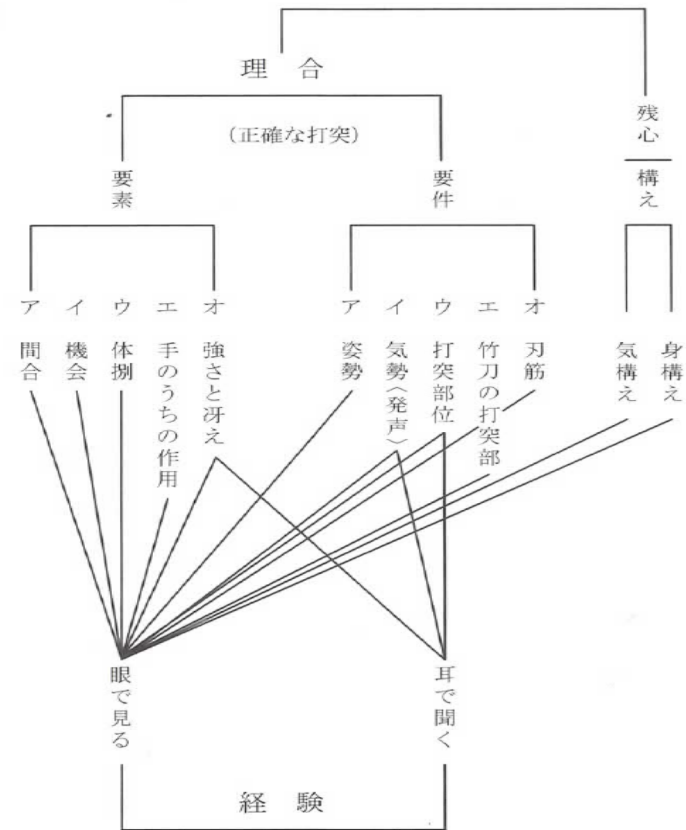 理合
(正確な打突)
残心
構え
要素
要件
ア 間合
イ 機会
ウ 体捌
エ 手のうちの作用
オ 強さと冴え
ア 姿勢
イ 気勢(発声)
ウ 打突部位
エ 竹刀の打突部
オ 刃筋
気構え
身構え
眼で見る
耳で聞く
経験